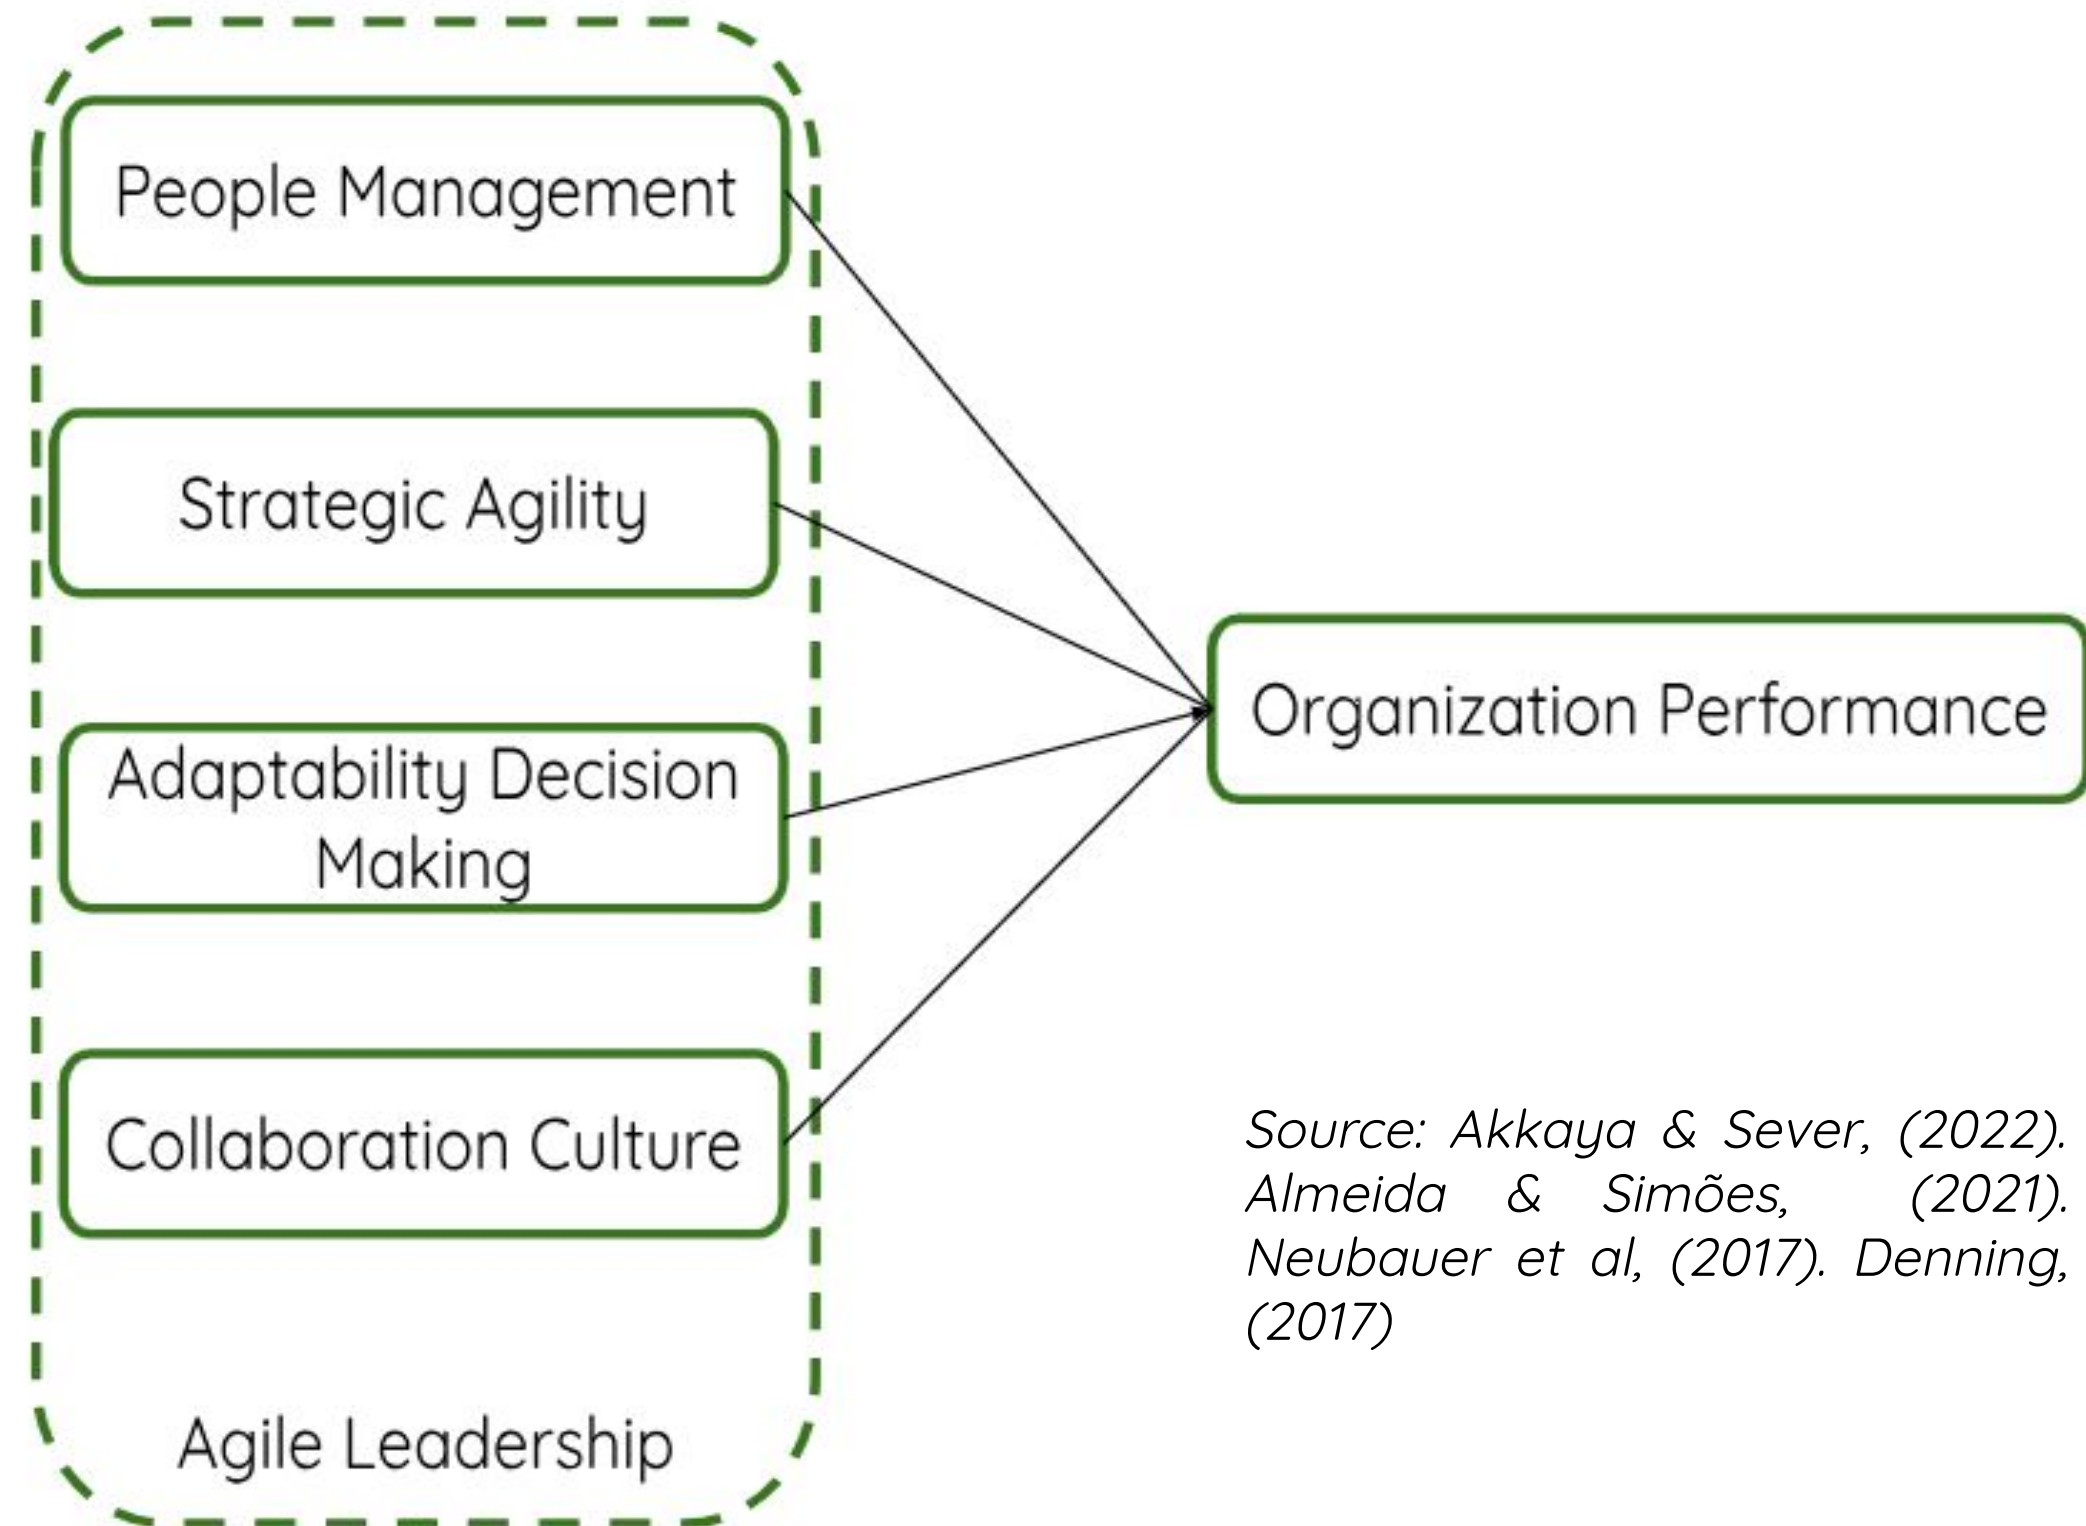 People Management
Strategic Agility
Adaptability Decision
Making
Collaboration Culture
Agile Leadership
Organization Performance
Source: Akkaya & Sever, (2022).
Almeida & Simões, (2021).
Neubauer et al, (2017). Denning,
(2017)